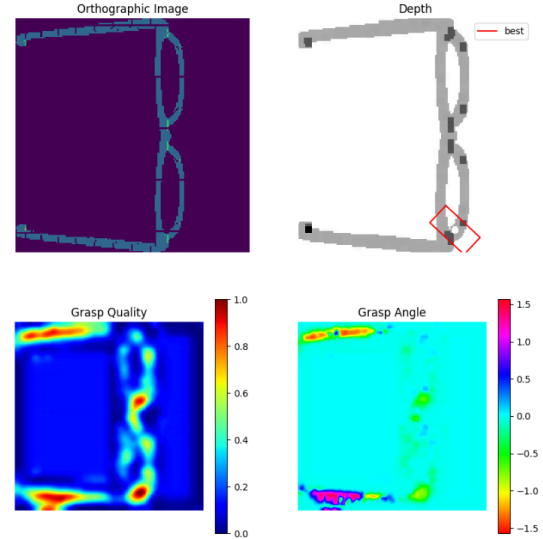 Orthographic Image
Depth
best
Grasp Quality
1.0
0.8
0.6
0.4
0.2
0.0
Grasp Angle
1.5
1.0
0.5
0.0
−0.5
−1.0
−1.5